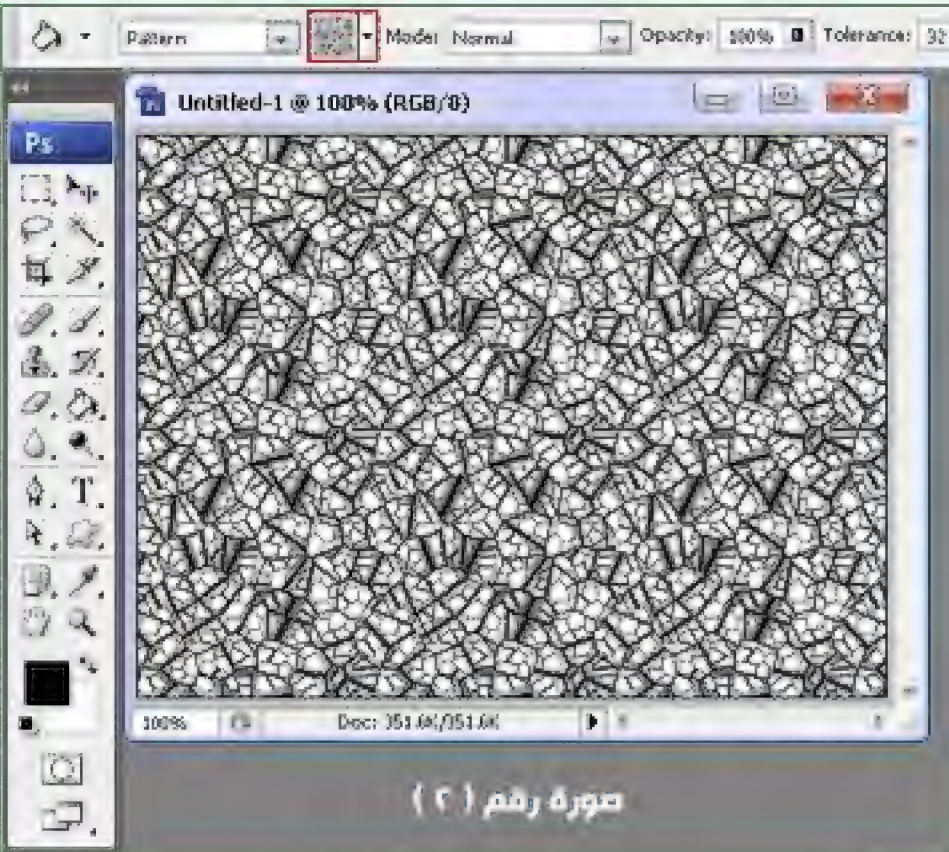 Pattern Mode: Normal Opacity: 100% Tolerance: 32
Untitled-1 @ 100% (RGB/8)
Ps
T
100% Doc: 351.6K/351.6K
صورة رقم ( ٢ )